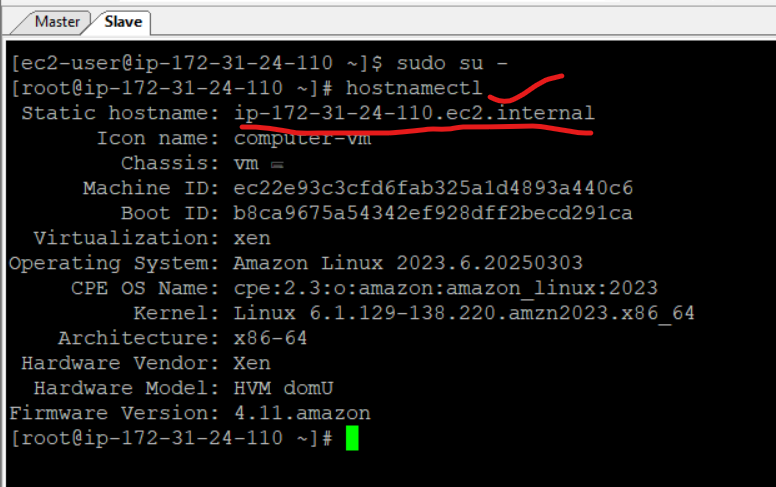 Master Slave
[ec2-user@ip-172-31-24-110 ~]$ sudo su -
[root@ip-172-31-24-110 ~]# hostnamectl
Static hostname: ip-172-31-24-110.ec2.internal
Icon name: computer-vm
Chassis: vm
Machine ID: ec22e93c3cfd6fab325a1d4893a440c6
Boot ID: b8ca9675a54342ef928dff2becd291ca
Virtualization: xen
Operating System: Amazon Linux 2023.6.20250303
CPE OS Name: cpe:2.3:o:amazon:amazon_linux:2023
Kernel: Linux 6.1.129-138.220.amzn2023.x86_64
Architecture: x86-64
Hardware Vendor: Xen
Hardware Model: HVM domU
Firmware Version: 4.11.amazon
[root@ip-172-31-24-110 ~]#